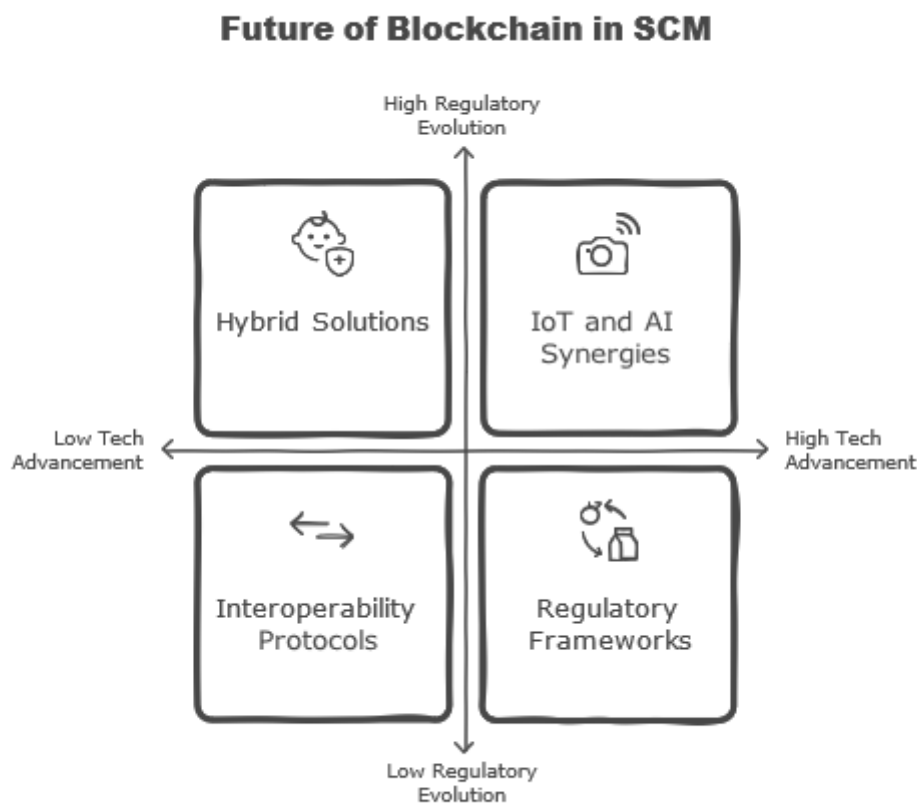 Future of Blockchain in SCM
High Regulatory
Evolution
Hybrid Solutions
IoT and AI
Synergies
Low Tech
Advancement
High Tech
Advancement
Interoperability
Protocols
Regulatory
Frameworks
Low Regulatory
Evolution